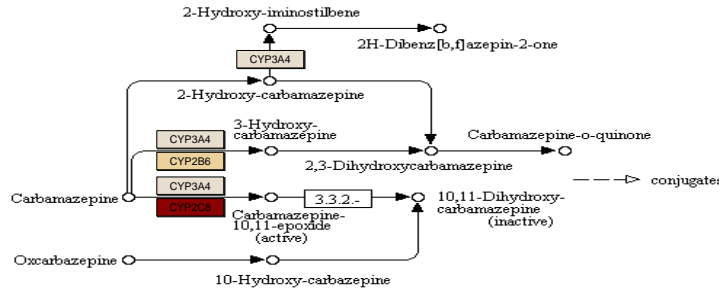 2-Hydroxy-iminostilbene
2H-Dibenz[b,f]azepin-2-one
CYP3A4
2-Hydroxy-carbamazepine
3-Hydroxy-
carbamazepine
CYP3A4
CYP2B6
Carbamazepine-o-quinone
2,3-Dihydroxycarbamazepine
conjugates
CYP3A4
CYP2C8
Carbamazepine
3.3.2.-
Carbamazepine-
10,11-epoxide
(active)
10,11-Dihydroxy-
carbamazepine
(inactive)
Oxcarbazepine
10-Hydroxy-carbazepine